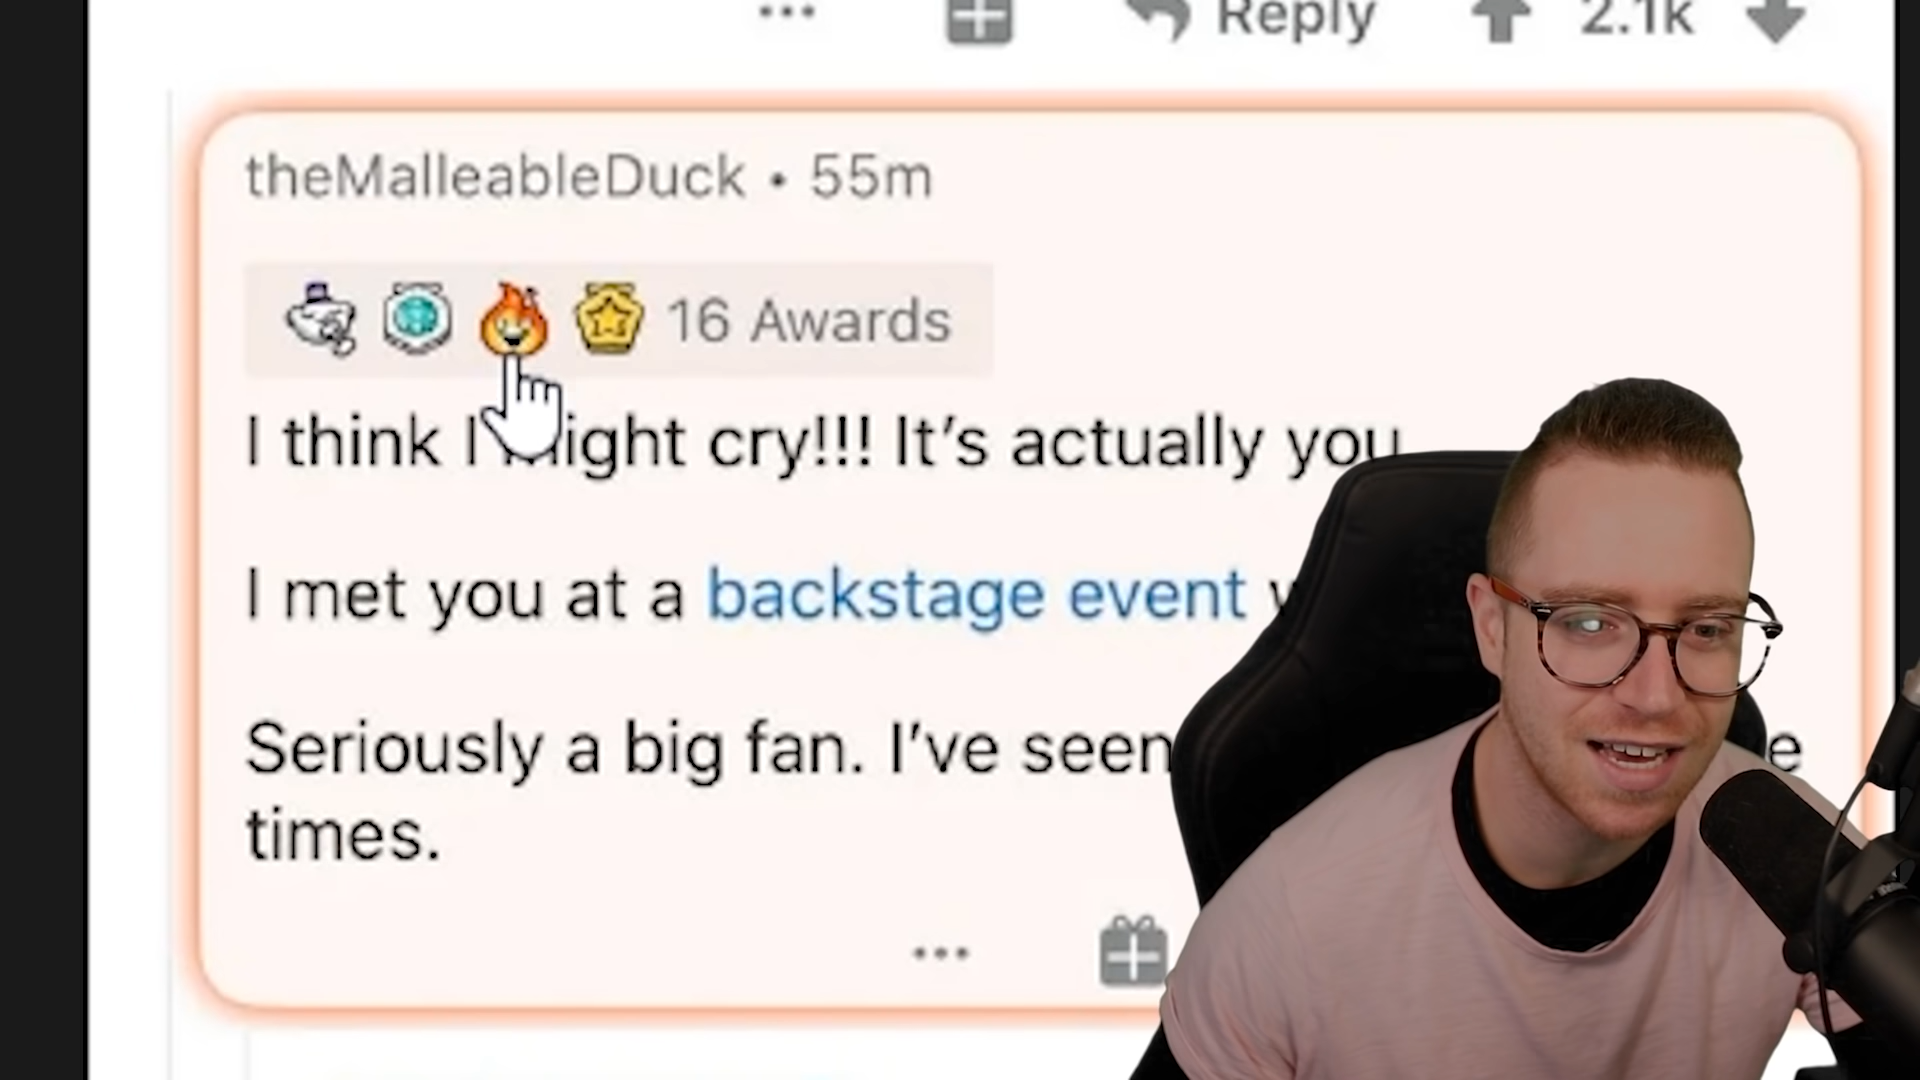 Reply 2.1k
theMalleableDuck • 55m
16 Awards
I think I might cry!!! It’s actually you
I met you at a backstage event
Seriously a big fan. I’ve seen
times.